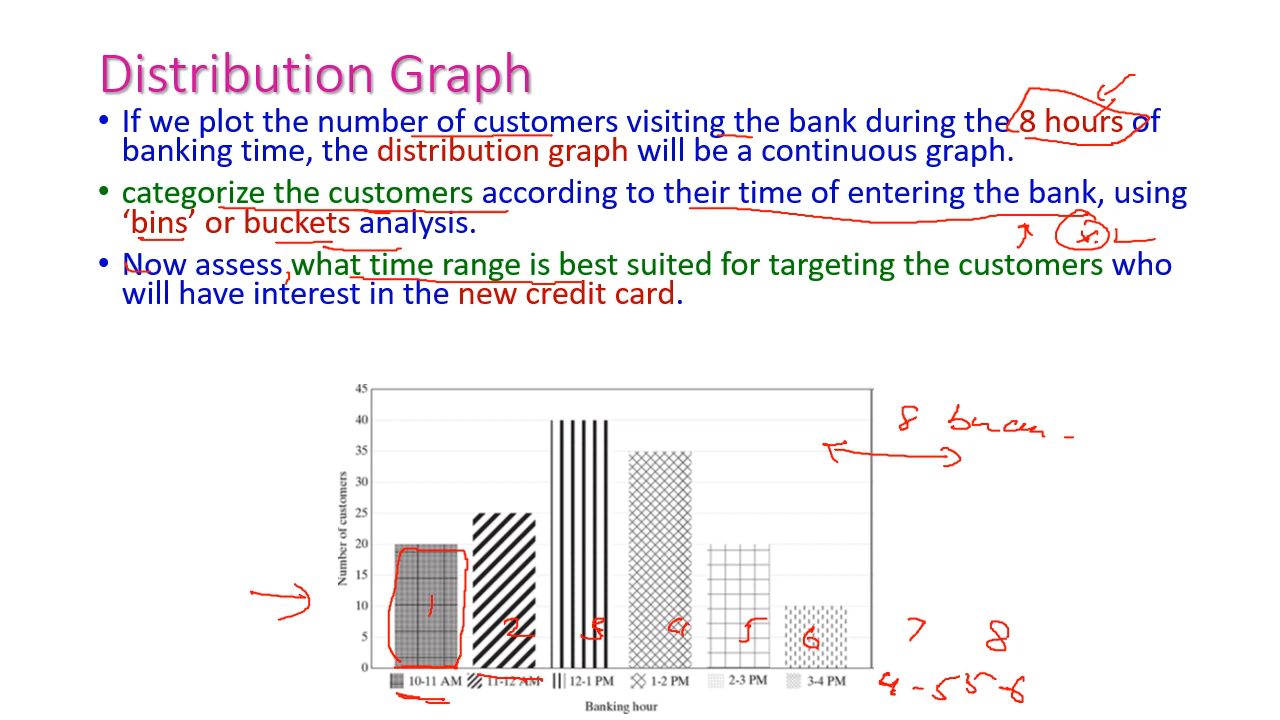 Distribution Graph
• If we plot the number of customers visiting the bank during the 8 hours of
banking time, the distribution graph will be a continuous graph.
• categorize the customers according to their time of entering the bank, using
‘bins’ or buckets analysis.
• Now assess what time range is best suited for targeting the customers who
will have interest in the new credit card.
45
40
35
30
25
20
15
10
5
0
Number of customers
8
1 2 3 4 5 6 7 8
10-11 AM 11-12 AM 12-1 PM 1-2 PM 2-3 PM 3-4 PM 4-5 5-6
Banking hour